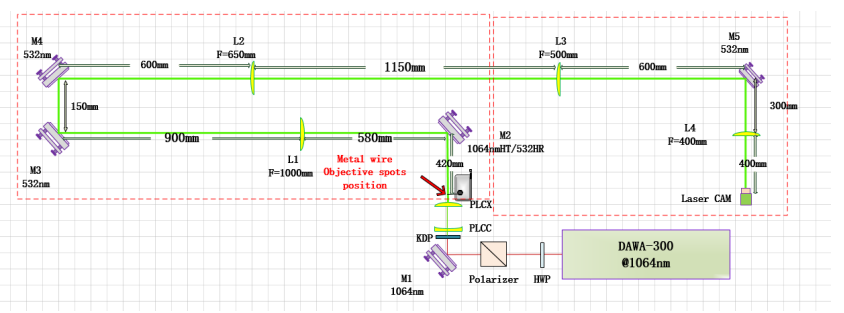 M4
532nm
L2
F=650mm
L3
F=500mm
M5
532nm
600mm
1150mm
600mm
150mm
300mm
900mm
580mm
M2
1064nmHT/532HR
L4
F=400mm
M3
532nm
L1
F=1000mm
Metal wire
Objective spots
position
420mm
400mm
Laser CAM
PLCX
PLCC
KDP
M1
1064nm
Polarizer
HWP
DAWA-300
@1064nm